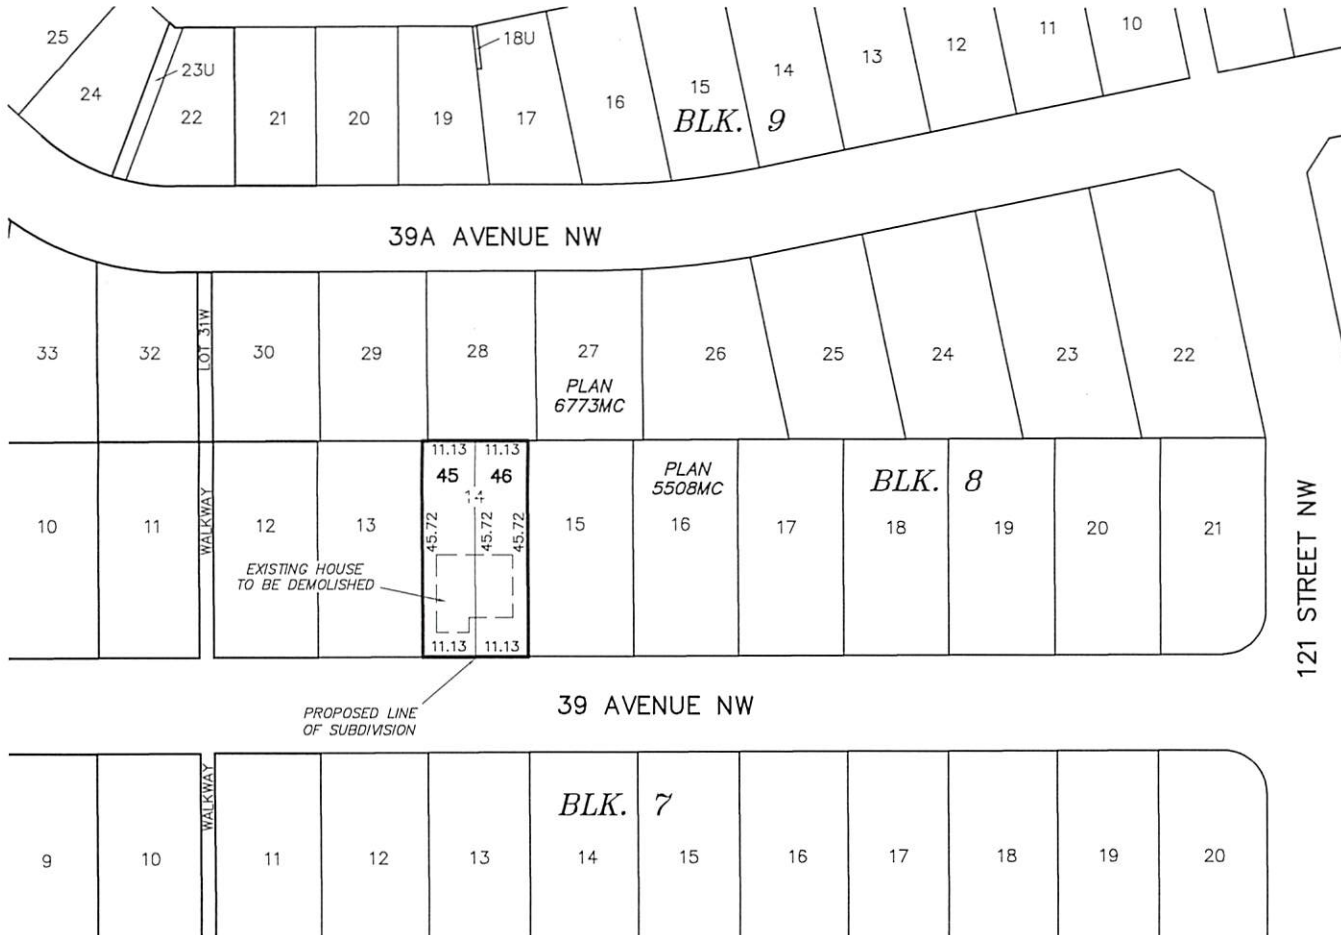 25
24
23U
22
21
20
19
18U
17
16
15
14
13
12
11
10
BLK. 9
39A AVENUE NW
33
32
LOT 31W
30
29
28
27
PLAN
6773MC
26
25
24
23
22
10
11
WALKWAY
12
13
11.13 11.13
45 46
14
45.72 45.72 45.72
EXISTING HOUSE
TO BE DEMOLISHED
11.13 11.13
15
PLAN
5508MC
16
17
BLK. 8
18
19
20
21
121 STREET NW
PROPOSED LINE
OF SUBDIVISION
39 AVENUE NW
WALKWAY
BLK. 7
9
10
11
12
13
14
15
16
17
18
19
20